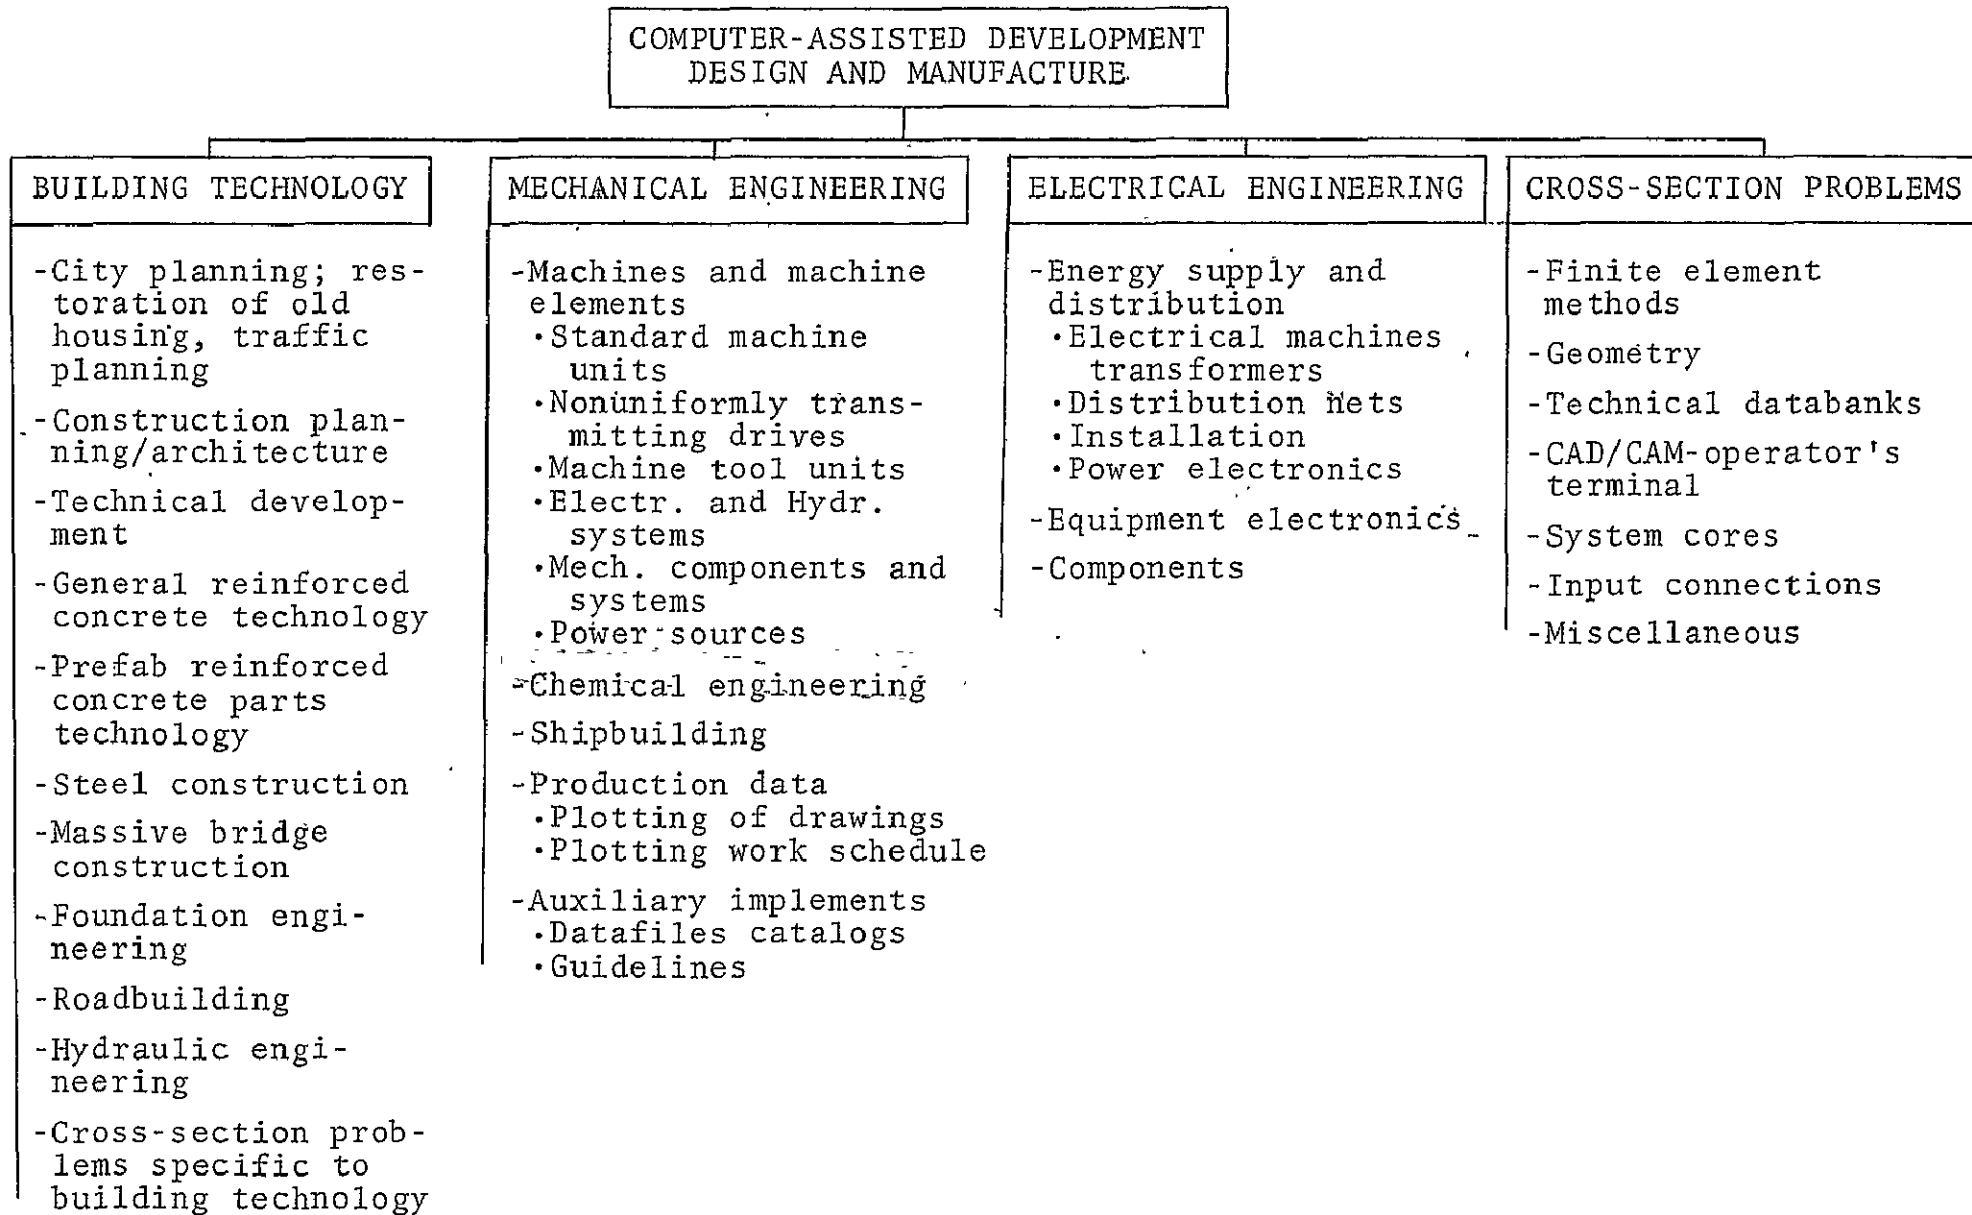 COMPUTER-ASSISTED DEVELOPMENT
DESIGN AND MANUFACTURE
BUILDING TECHNOLOGY
-City planning; res-
toration of old
housing, traffic
planning
-Construction plan-
ning/architecture
-Technical develop-
ment
-General reinforced
concrete technology
-Prefab reinforced
concrete parts
technology
-Steel construction
-Massive bridge
construction
-Foundation engi-
neering
-Roadbuilding
-Hydraulic engi-
neering
-Cross-section prob-
lems specific to
building technology
MECHANICAL ENGINEERING
-Machines and machine
elements
·Standard machine
units
·Nonuniformly trans-
mitting drives
·Machine tool units
·Electr. and Hydr.
systems
·Mech. components and
systems
·Power sources
-Chemical engineering
-Shipbuilding
-Production data
·Plotting of drawings
·Plotting work schedule
-Auxiliary implements
·Datafiles catalogs
·Guidelines
ELECTRICAL ENGINEERING
-Energy supply and
distribution
·Electrical machines
transformers
·Distribution nets
·Installation
·Power electronics
-Equipment electronics
-Components
CROSS-SECTION PROBLEMS
-Finite element
methods
-Geometry
-Technical databanks
-CAD/CAM-operator's
terminal
-System cores
-Input connections
-Miscellaneous